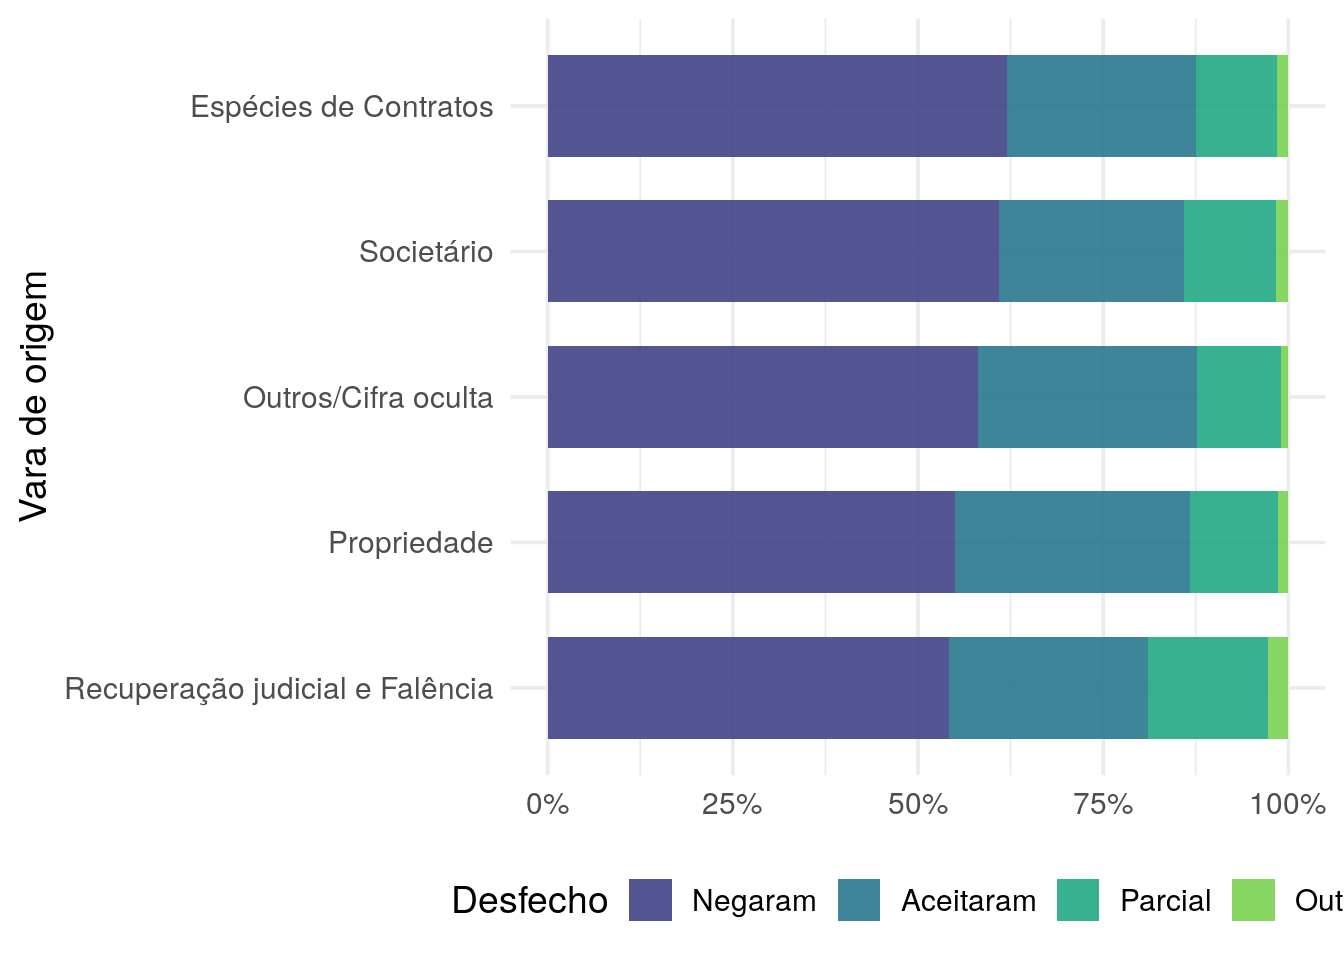 Espécies de Contratos
Societário
Outros/Cifra oculta
Propriedade
Recuperação judicial e Falência
Vara de origem
0% 25% 50% 75% 100%
Desfecho Negaram Aceitaram Parcial Out